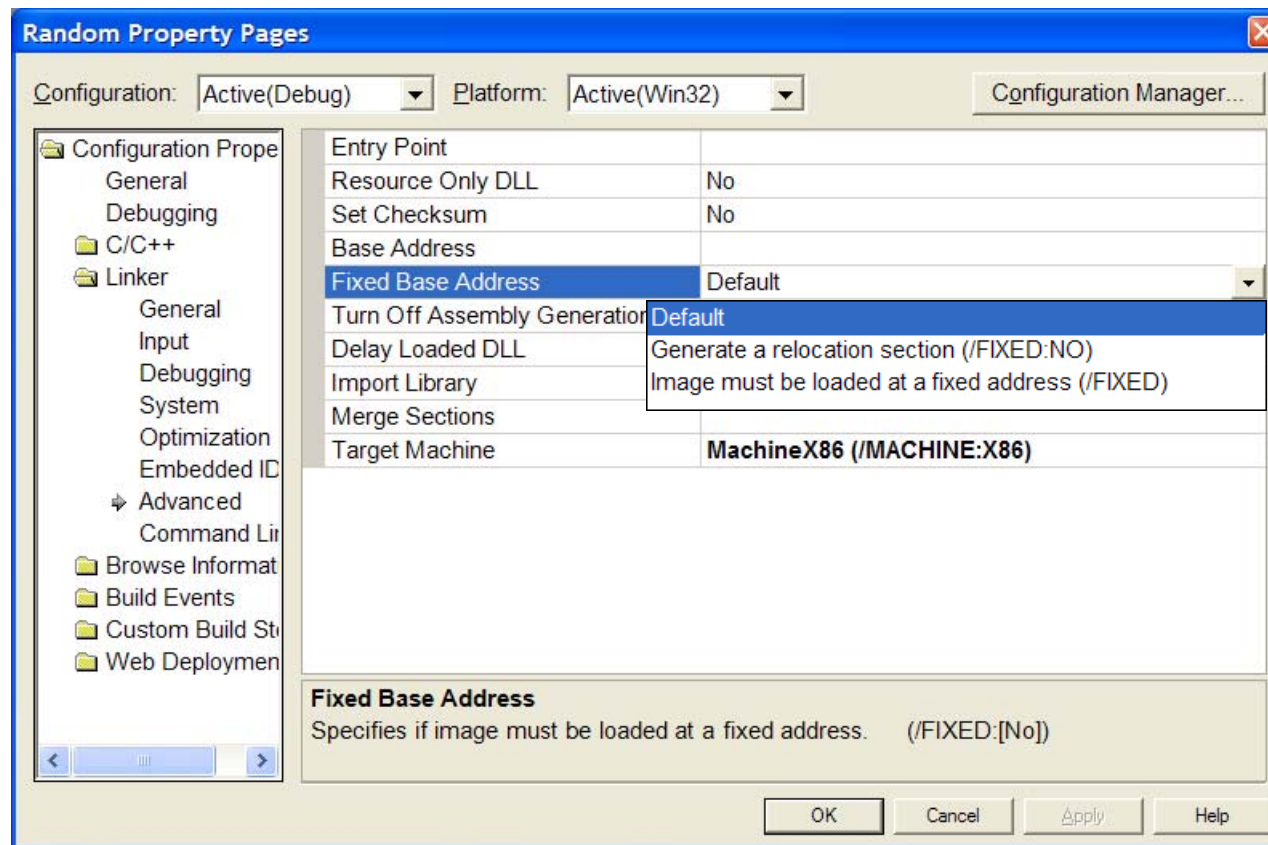 Random Property Pages
Configuration: Active(Debug) Platform: Active(Win32) Configuration Manager...
Configuration Prope
General
Debugging
C/C++
Linker
General
Input
Debugging
System
Optimization
Embedded ID
Advanced
Command Lin
Browse Informat
Build Events
Custom Build Ste
Web Deploymen
Entry Point
Resource Only DLL No
Set Checksum No
Base Address
Fixed Base Address Default
Turn Off Assembly Generation
Delay Loaded DLL
Import Library
Merge Sections
Target Machine MachineX86 (/MACHINE:X86)
Default
Generate a relocation section (/FIXED:NO)
Image must be loaded at a fixed address (/FIXED)
Fixed Base Address
Specifies if image must be loaded at a fixed address. (/FIXED:[No])
OK Cancel Apply Help